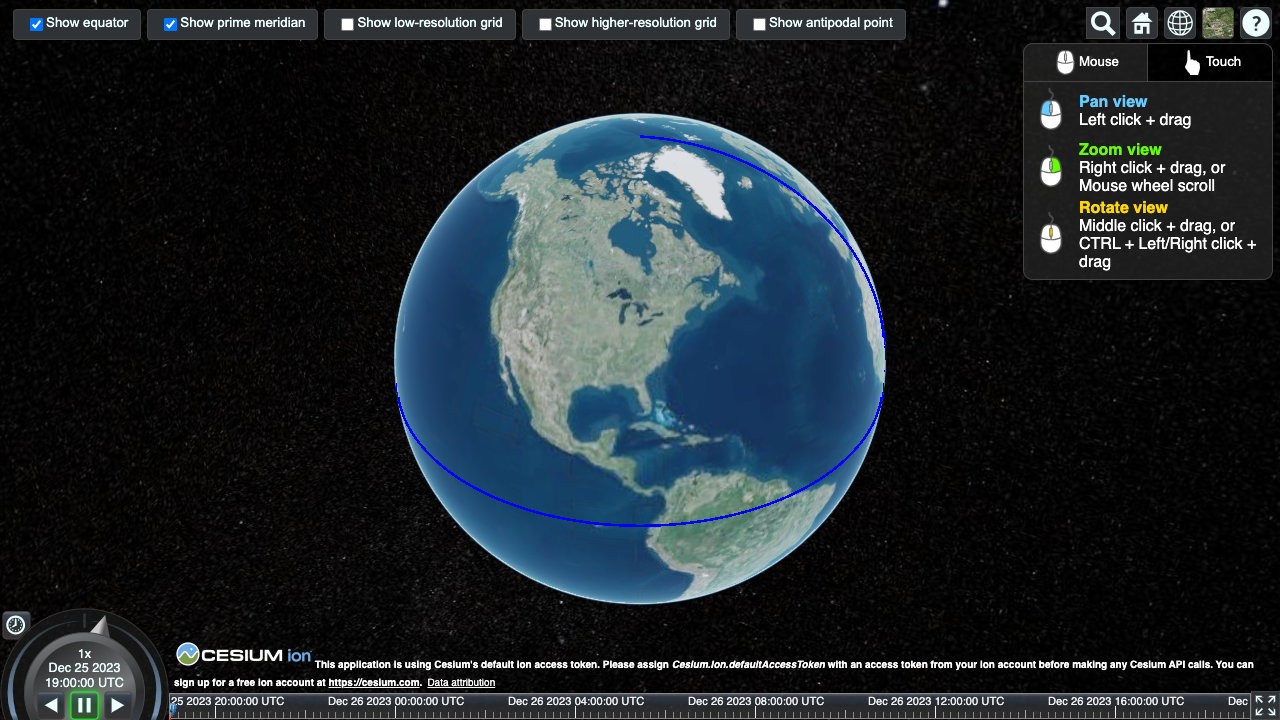 Show equator
Show prime meridian
Show low-resolution grid
Show higher-resolution grid
Show antipodal point
?
Mouse
Touch
Pan view
Left click + drag
Zoom view
Right click + drag, or
Mouse wheel scroll
Rotate view
Middle click + drag, or
CTRL + Left/Right click +
drag
1x
Dec 25 2023
19:00:00 UTC
CESIUM ion
This application is using Cesium's default ion access token. Please assign Cesium.Ion.defaultAccessToken with an access token from your ion account before making any Cesium API calls. You can
sign up for a free ion account at https://cesium.com. Data attribution
25 2023 20:00:00 UTC
Dec 26 2023 00:00:00 UTC
Dec 26 2023 04:00:00 UTC
Dec 26 2023 08:00:00 UTC
Dec 26 2023 12:00:00 UTC
Dec 26 2023 16:00:00 UTC
Dec